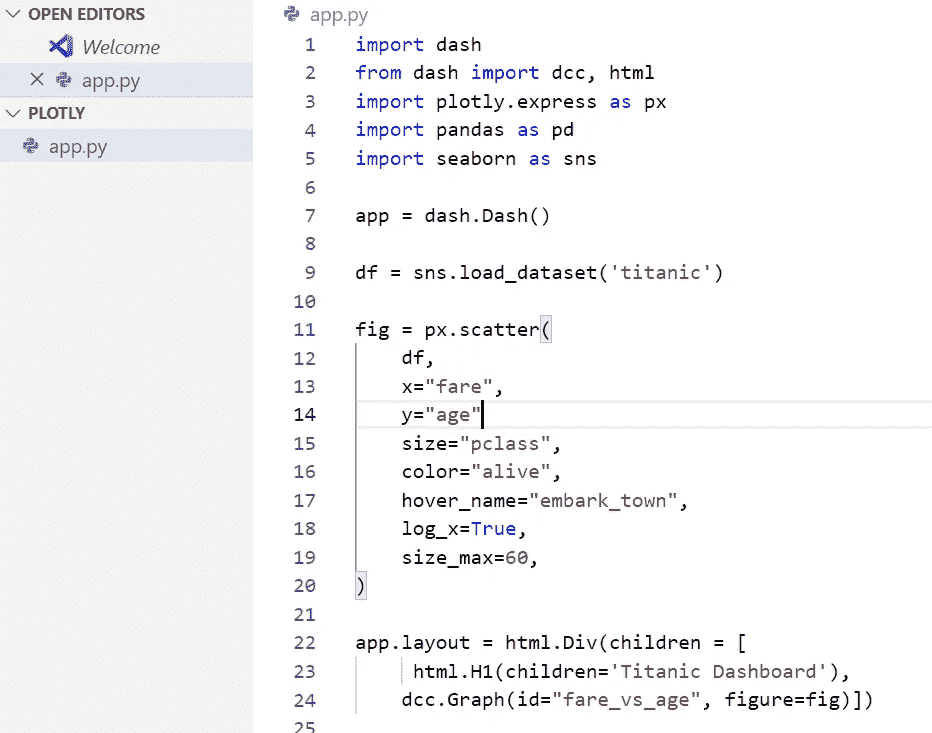 OPEN EDITORS
Welcome
app.py
PLOTLY
app.py
app.py
1 import dash
2 from dash import dcc, html
3 import plotly.express as px
4 import pandas as pd
5 import seaborn as sns
6
7 app = dash.Dash()
8
9 df = sns.load_dataset('titanic')
10
11 fig = px.scatter(
12     df,
13     x="fare",
14     y="age"
15     size="pclass",
16     color="alive",
17     hover_name="embark_town",
18     log_x=True,
19     size_max=60,
20 )
21
22 app.layout = html.Div(children = [
23      html.H1(children='Titanic Dashboard'),
24     dcc.Graph(id="fare_vs_age", figure=fig)])
25